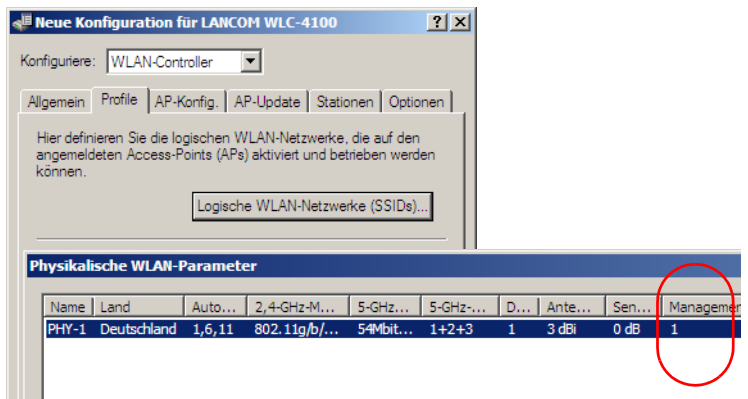 Neue Konfiguration für LANCOM WLC-4100
Konfiguriere: WLAN-Controller
Allgemein Profile AP-Konfig. AP-Update Stationen Optionen
Hier definieren Sie die logischen WLAN-Netzwerke, die auf den
angemeldeten Access-Points (APs) aktiviert und betrieben werden
können.
Logische WLAN-Netzwerke (SSIDs)...
Physikalische WLAN-Parameter
Name Land Auto... 2,4-GHz-M... 5-GHz... 5-GHz-... D... Ante... Sen... Managemen
PHY-1 Deutschland 1,6,11 802.11g/b/... 54Mbit... 1+2+3 1 3 dBi 0 dB 1